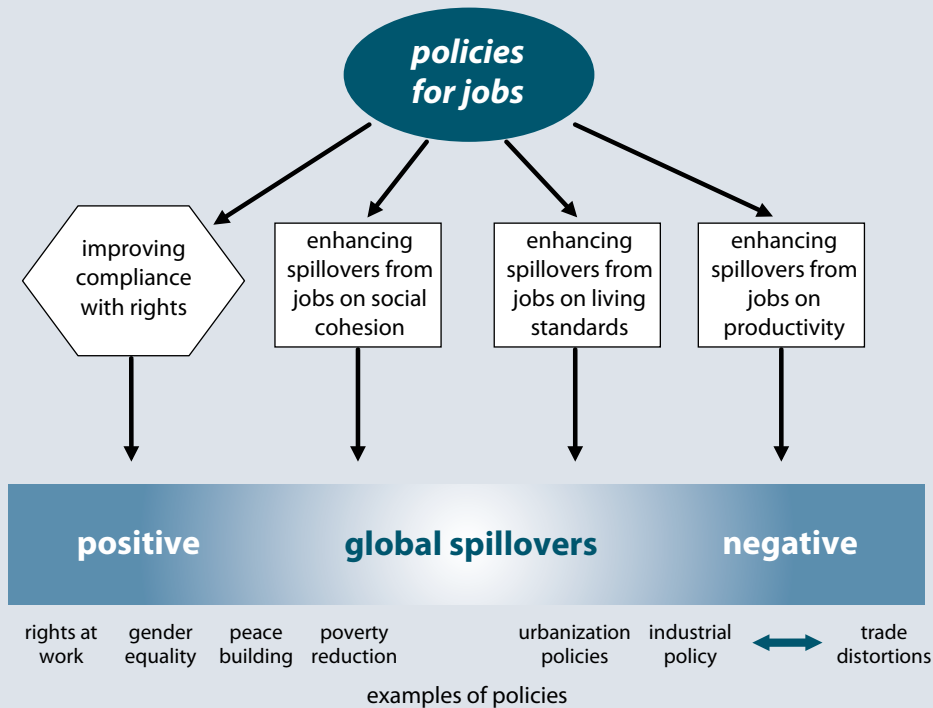 policies
for jobs
improving
compliance
with rights
enhancing
spillovers from
jobs on social
cohesion
enhancing
spillovers from
jobs on living
standards
enhancing
spillovers from
jobs on
productivity
positive
global spillovers
negative
rights at
work
gender
equality
peace
building
poverty
reduction
urbanization
policies
industrial
policy
trade
distortions
examples of policies